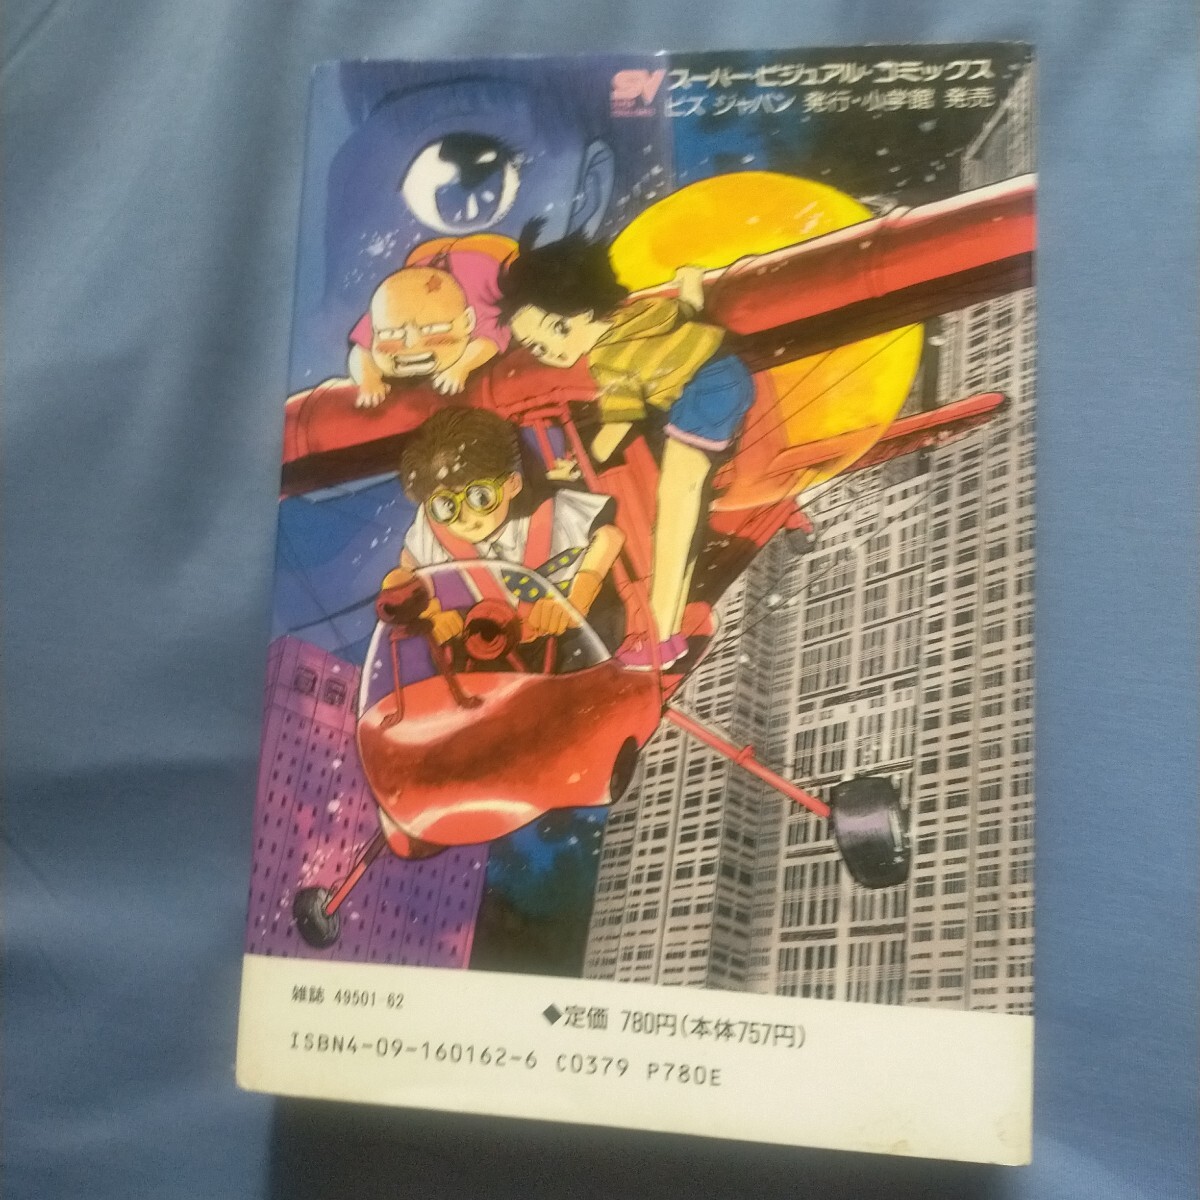 SV スーパー・ビジュアル・コミックス
ビズ ジャパン 発行・小学館 発売
雑誌 49501-62
◆定価 780円(本体757円)
ISBN4-09-160162-6 C0379 P780E